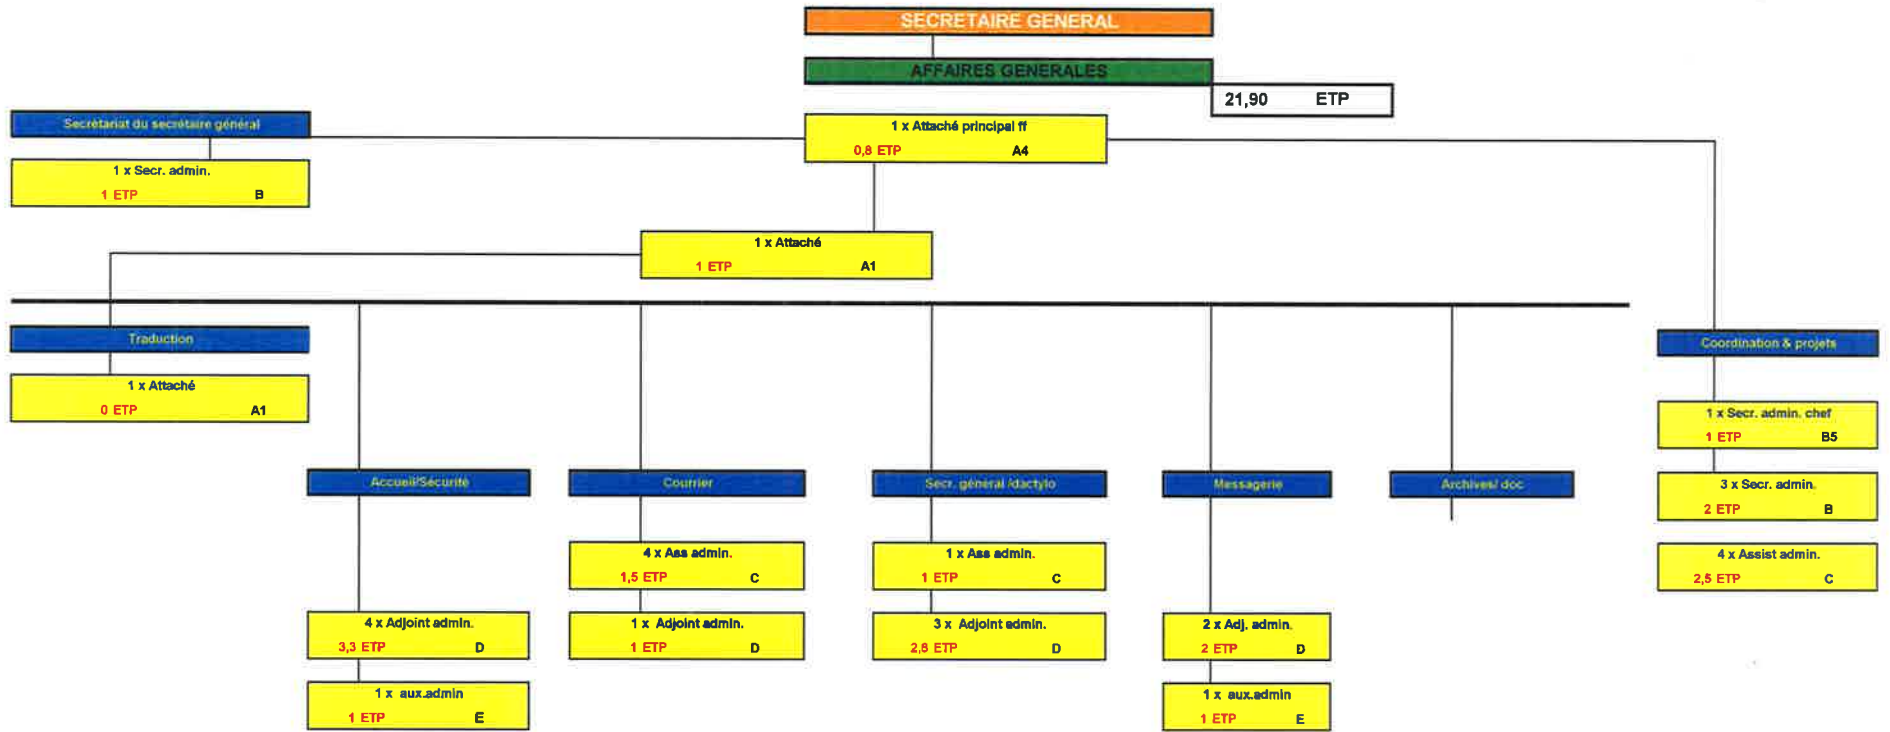 SECRETAIRE GENERAL
AFFAIRES GENERALES
21,90 ETP
Secrétariat du secrétaire général
1 x Attaché principal ff
0,8 ETP A4
1 x Secr. admin.
1 ETP B
1 x Attaché
1 ETP A1
Traduction
1 x Attaché
0 ETP A1
Coordination & projets
1 x Secr. admin. chef
1 ETP B5
3 x Secr. admin.
2 ETP B
4 x Assist admin.
2,5 ETP C
Accueil/Sécurité
4 x Adjoint admin.
3,3 ETP D
1 x aux.admin
1 ETP E
Courrier
4 x Ass admin.
1,5 ETP C
1 x Adjoint admin.
1 ETP D
Secr. général /dactylo
1 x Ass admin.
1 ETP C
3 x Adjoint admin.
2,8 ETP D
Messagerie
2 x Adj. admin.
2 ETP D
1 x aux.admin
1 ETP E
Archives/ doc